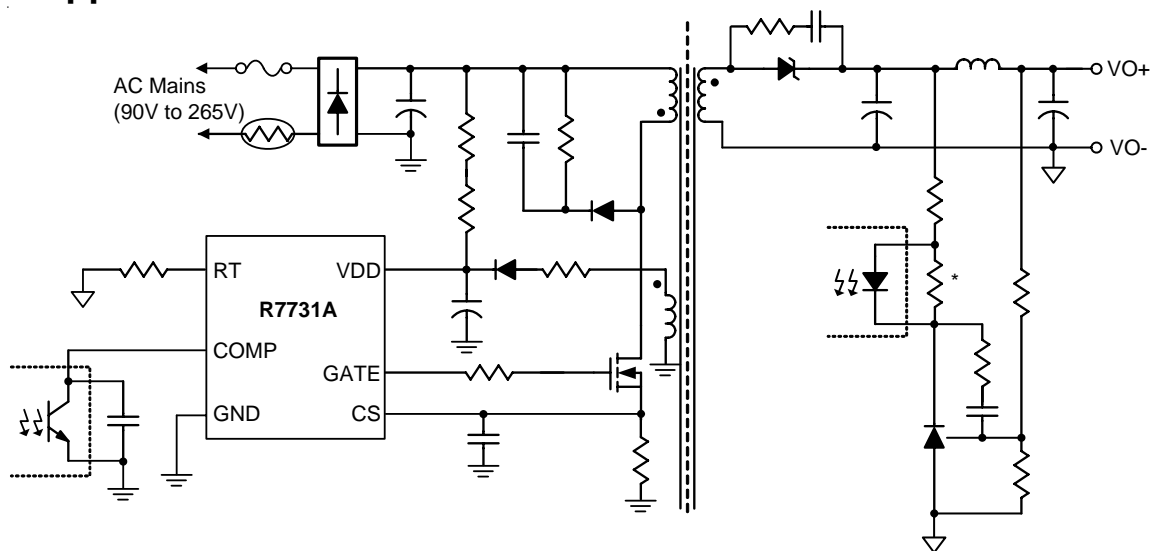 AC Mains
(90V to 265V)
VO+
VO-
RT
VDD
R7731A
COMP
GATE
GND
CS
*